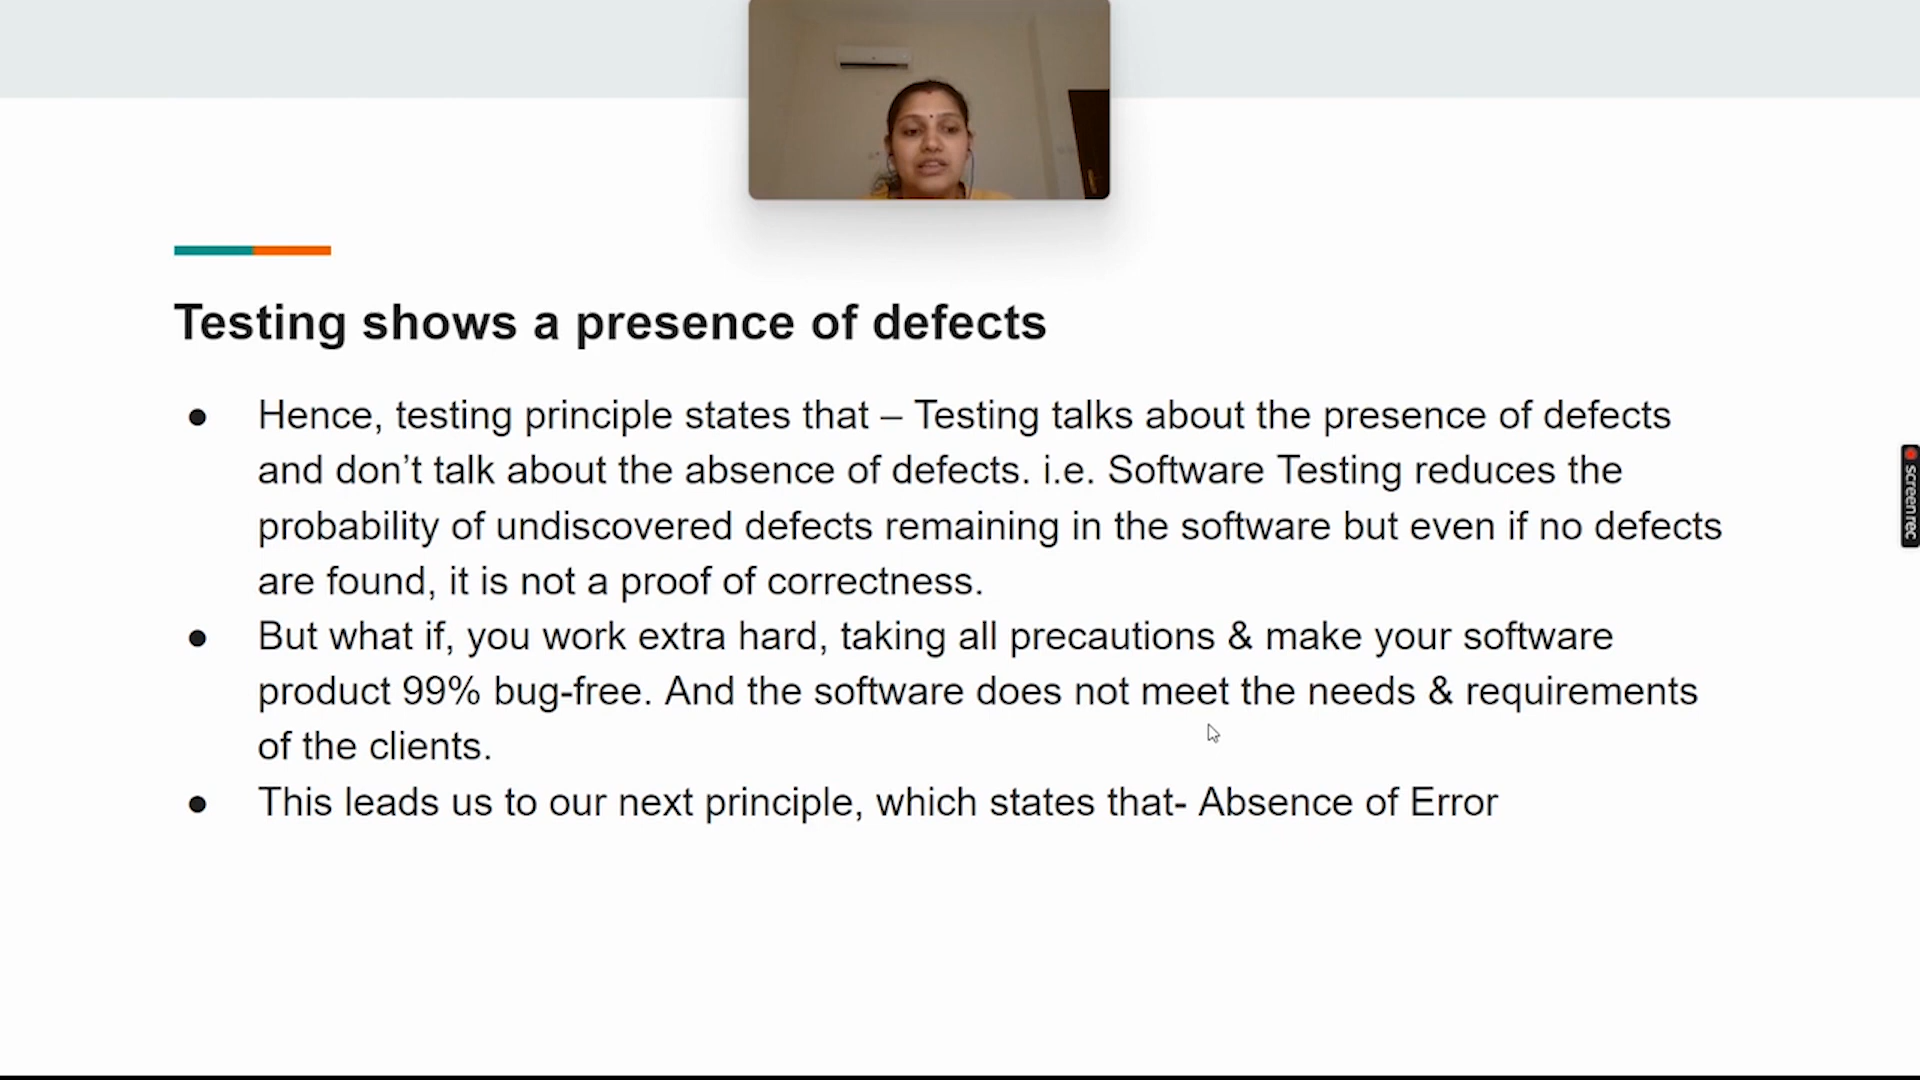 Testing shows a presence of defects
● Hence, testing principle states that – Testing talks about the presence of defects
and don’t talk about the absence of defects. i.e. Software Testing reduces the
probability of undiscovered defects remaining in the software but even if no defects
are found, it is not a proof of correctness.
● But what if, you work extra hard, taking all precautions & make your software
product 99% bug-free. And the software does not meet the needs & requirements
of the clients.
● This leads us to our next principle, which states that- Absence of Error
screenrec